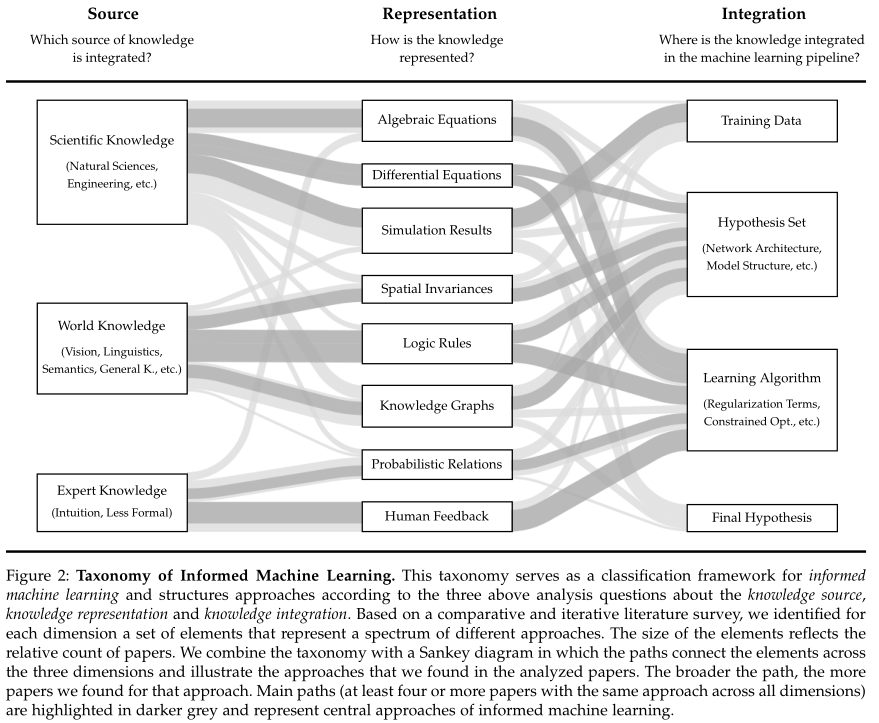 Source
Which source of knowledge
is integrated?
Representation
How is the knowledge
represented?
Integration
Where is the knowledge integrated
in the machine learning pipeline?
Scientific Knowledge
(Natural Sciences,
Engineering, etc.)
World Knowledge
(Vision, Linguistics,
Semantics, General K., etc.)
Expert Knowledge
(Intuition, Less Formal)
Algebraic Equations
Differential Equations
Simulation Results
Spatial Invariances
Logic Rules
Knowledge Graphs
Probabilistic Relations
Human Feedback
Training Data
Hypothesis Set
(Network Architecture,
Model Structure, etc.)
Learning Algorithm
(Regularization Terms,
Constrained Opt., etc.)
Final Hypothesis
Figure 2: Taxonomy of Informed Machine Learning. This taxonomy serves as a classification framework for informed
machine learning and structures approaches according to the three above analysis questions about the knowledge source,
knowledge representation and knowledge integration. Based on a comparative and iterative literature survey, we identified for
each dimension a set of elements that represent a spectrum of different approaches. The size of the elements reflects the
relative count of papers. We combine the taxonomy with a Sankey diagram in which the paths connect the elements across
the three dimensions and illustrate the approaches that we found in the analyzed papers. The broader the path, the more
papers we found for that approach. Main paths (at least four or more papers with the same approach across all dimensions)
are highlighted in darker grey and represent central approaches of informed machine learning.